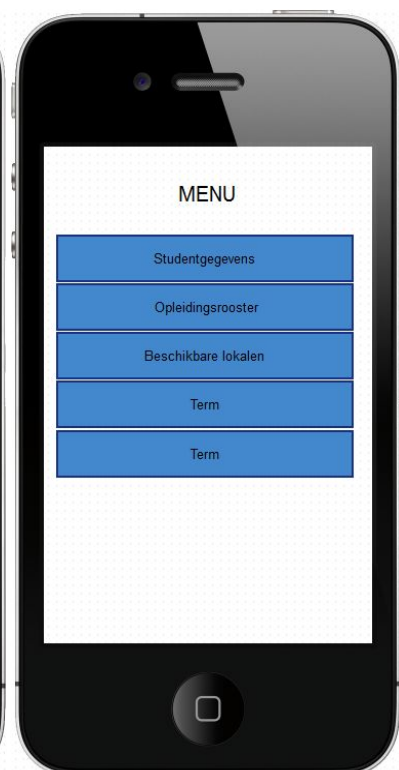 MENU
Studentgegevens
Opleidingsrooster
Beschikbare lokalen
Term
Term